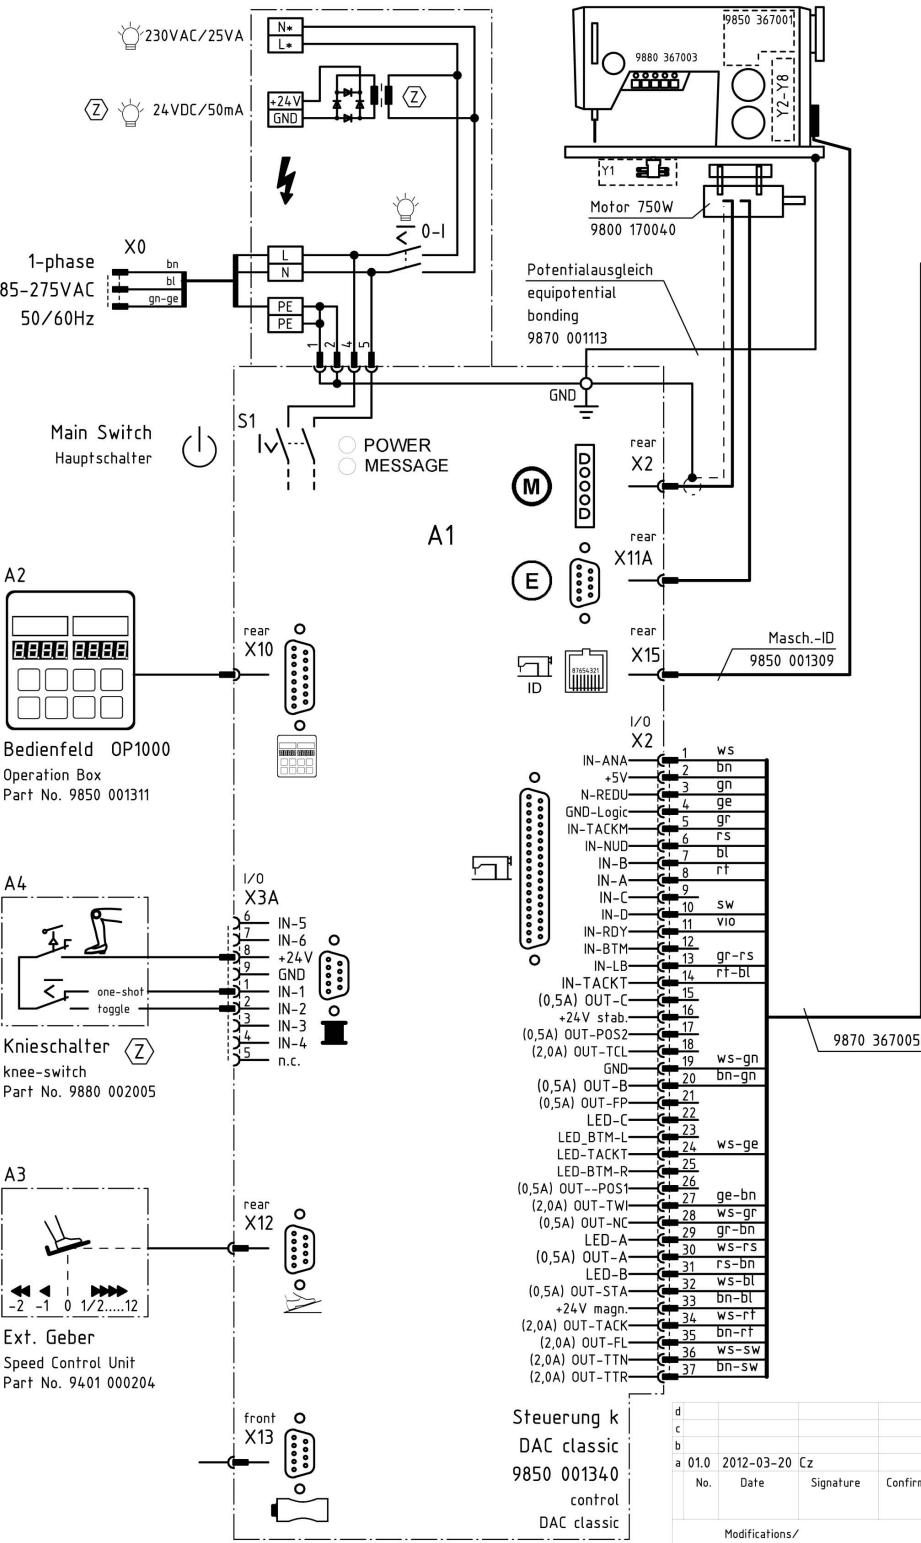 230VAC/25VA
N*
L*
Z
24VDC/50mA
+24V
GND
Z
9850 367001
9880 367003
Y2-Y8
Y1
Motor 750W
9800 170040
0-I
X0
1-phase
85-275VAC
50/60Hz
bn
bl
gn-ge
L
N
PE
PE
1
2
4
5
Potentialausgleich
equipotential
bonding
9870 001113
GND
Main Switch
Hauptschalter
S1
POWER
MESSAGE
A1
M
rear
X2
E
rear
X11A
rear
X15
ID
87654321
Masch.-ID
9850 001309
A2
8888 8888
Bedienfeld OP1000
Operation Box
Part No. 9850 001311
rear
X10
I/O
X2
IN-ANA 1 ws
+5V 2 bn
N-REDU 3 gn
GND-Logic 4 ge
IN-TACKM 5 gr
IN-NUD 6 rs
IN-B 7 bl
IN-A 8 rt
IN-C 9
IN-D 10 sw
IN-RDY 11 vio
IN-BTM 12
IN-LB 13 gr-rs
IN-TACKT 14 rt-bl
(0,5A) OUT-C 15
+24V stab. 16
(0,5A) OUT-POS2 17
(2,0A) OUT-TCL 18
GND 19 ws-gn
(0,5A) OUT-B 20 bn-gn
(0,5A) OUT-FP 21
LED-C 22
LED_BTM-L 23
LED-TACKT 24 ws-ge
LED-BTM-R 25
(0,5A) OUT--POS1 26
(2,0A) OUT-TWI 27 ge-bn
(0,5A) OUT-NC 28 ws-gr
LED-A 29 gr-bn
(0,5A) OUT-A 30 ws-rs
LED-B 31 rs-bn
(0,5A) OUT-STA 32 ws-bl
+24V magn. 33 bn-bl
(2,0A) OUT-TACK 34 ws-rt
(2,0A) OUT-FL 35 bn-rt
(2,0A) OUT-TTN 36 ws-sw
(2,0A) OUT-TTR 37 bn-sw
9870 367005
A4
one-shot
toggle
Knieschalter Z
knee-switch
Part No. 9880 002005
I/O
X3A
6 IN-5
7 IN-6
8 +24V
9 GND
1 IN-1
2 IN-2
3 IN-3
4 IN-4
5 n.c.
A3
-2 -1 0 1/2.....12
Ext. Geber
Speed Control Unit
Part No. 9401 000204
rear
X12
front
X13
Steuerung k
DAC classic
9850 001340
control
DAC classic
d
c
b
a 01.0 2012-03-20 Cz
No. Date Signature Confirm
Modifications/